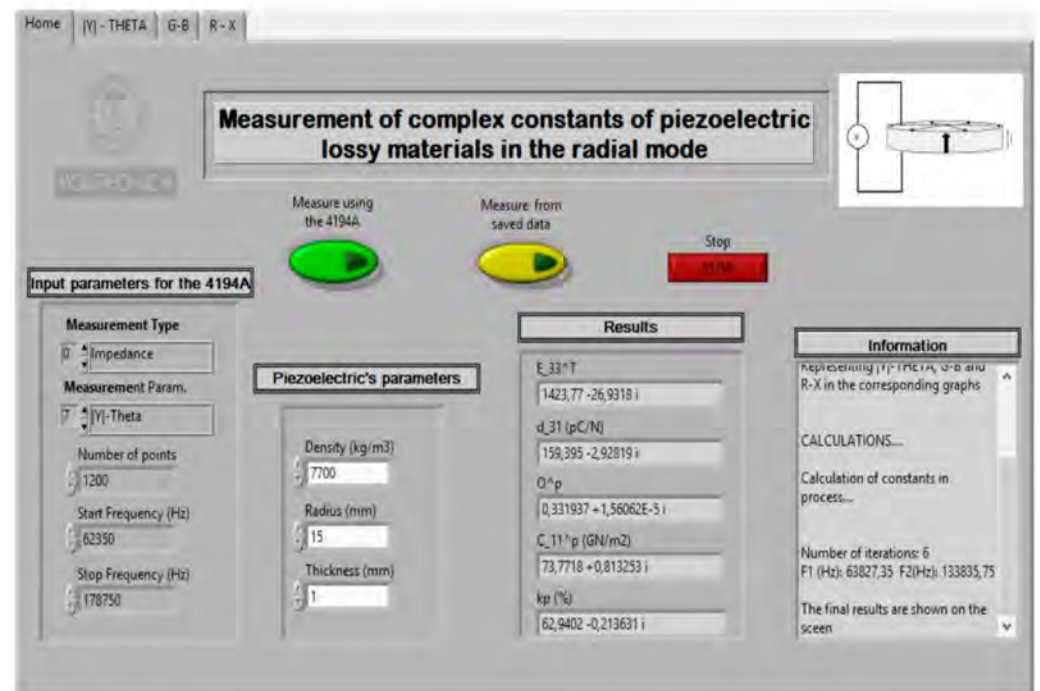 Home |Y| - THETA G-B R - X
Measurement of complex constants of piezoelectric
lossy materials in the radial mode
Measure using
the 4194A
Measure from
saved data
Stop
Input parameters for the 4194A
Measurement Type
0 Impedance
Measurement Param.
7 |Y|-Theta
Number of points
1200
Start Frequency (Hz)
62350
Stop Frequency (Hz)
178750
Piezoelectric's parameters
Density (kg/m3)
7700
Radius (mm)
15
Thickness (mm)
1
Results
E_33^T
1423,77 -26,9318 i
d_31 (pC/N)
159,395 -2,92819 i
O^p
0,331937 +1,56062E-5 i
C_11^p (GN/m2)
73,7718 +0,813253 i
kp (%)
62,9402 -0,213631 i
Information
Representing |Y|-THETA, G-B and
R-X in the corresponding graphs
CALCULATIONS....
Calculation of constants in
process...
Number of iterations: 6
F1 (Hz): 63827,35 F2(Hz): 133835,75
The final results are shown on the
sceen